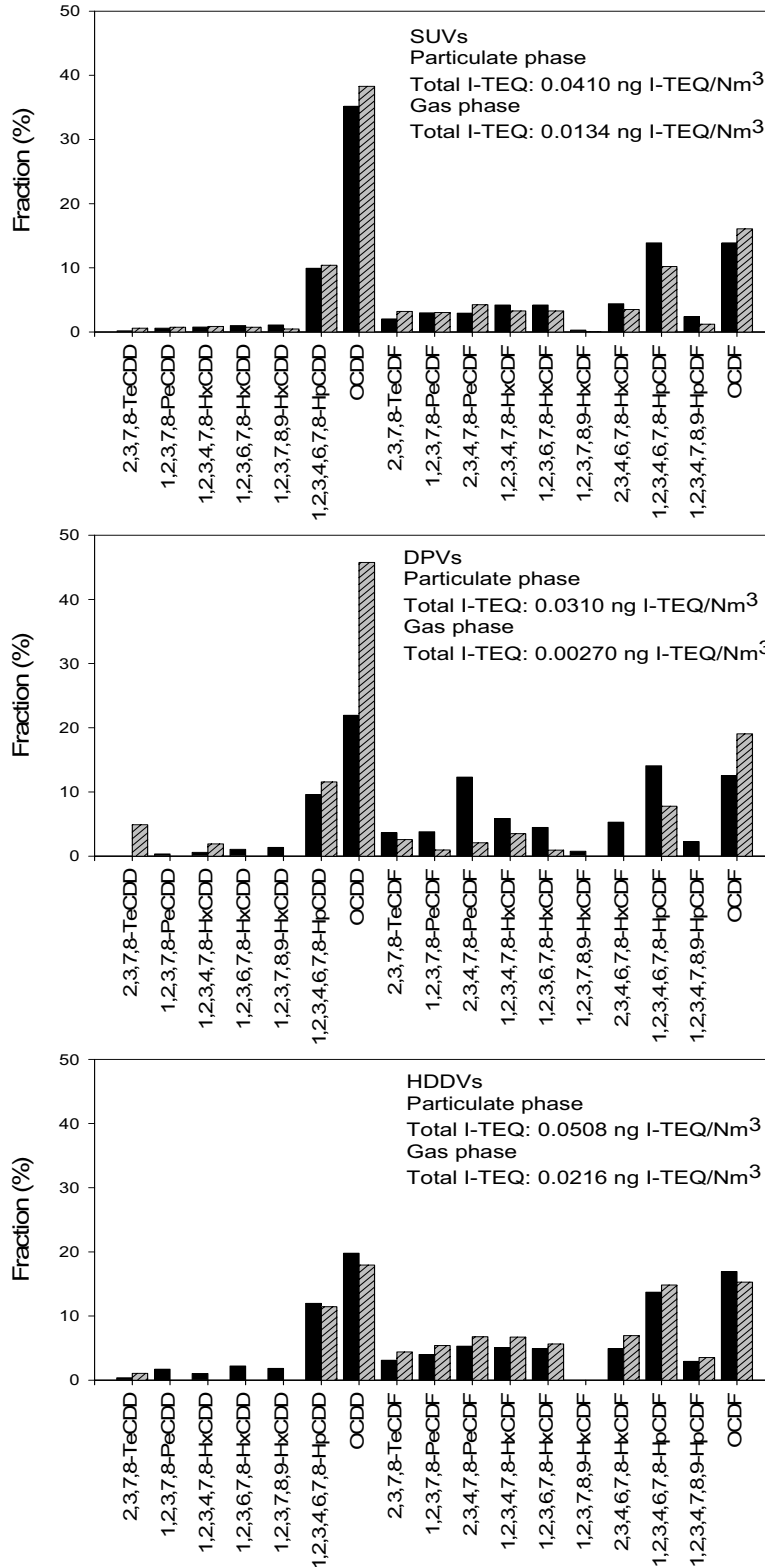 50
40
30
20
10
0
Fraction (%)
SUVs
Particulate phase
Total I-TEQ: 0.0410 ng I-TEQ/Nm3
Gas phase
Total I-TEQ: 0.0134 ng I-TEQ/Nm3
2,3,7,8-TeCDD
1,2,3,7,8-PeCDD
1,2,3,4,7,8-HxCDD
1,2,3,6,7,8-HxCDD
1,2,3,7,8,9-HxCDD
1,2,3,4,6,7,8-HpCDD
OCDD
2,3,7,8-TeCDF
1,2,3,7,8-PeCDF
2,3,4,7,8-PeCDF
1,2,3,4,7,8-HxCDF
1,2,3,6,7,8-HxCDF
1,2,3,7,8,9-HxCDF
2,3,4,6,7,8-HxCDF
1,2,3,4,6,7,8-HpCDF
1,2,3,4,7,8,9-HpCDF
OCDF
50
40
30
20
10
0
Fraction (%)
DPVs
Particulate phase
Total I-TEQ: 0.0310 ng I-TEQ/Nm3
Gas phase
Total I-TEQ: 0.00270 ng I-TEQ/Nm3
2,3,7,8-TeCDD
1,2,3,7,8-PeCDD
1,2,3,4,7,8-HxCDD
1,2,3,6,7,8-HxCDD
1,2,3,7,8,9-HxCDD
1,2,3,4,6,7,8-HpCDD
OCDD
2,3,7,8-TeCDF
1,2,3,7,8-PeCDF
2,3,4,7,8-PeCDF
1,2,3,4,7,8-HxCDF
1,2,3,6,7,8-HxCDF
1,2,3,7,8,9-HxCDF
2,3,4,6,7,8-HxCDF
1,2,3,4,6,7,8-HpCDF
1,2,3,4,7,8,9-HpCDF
OCDF
50
40
30
20
10
0
Fraction (%)
HDDVs
Particulate phase
Total I-TEQ: 0.0508 ng I-TEQ/Nm3
Gas phase
Total I-TEQ: 0.0216 ng I-TEQ/Nm3
2,3,7,8-TeCDD
1,2,3,7,8-PeCDD
1,2,3,4,7,8-HxCDD
1,2,3,6,7,8-HxCDD
1,2,3,7,8,9-HxCDD
1,2,3,4,6,7,8-HpCDD
OCDD
2,3,7,8-TeCDF
1,2,3,7,8-PeCDF
2,3,4,7,8-PeCDF
1,2,3,4,7,8-HxCDF
1,2,3,6,7,8-HxCDF
1,2,3,7,8,9-HxCDF
2,3,4,6,7,8-HxCDF
1,2,3,4,6,7,8-HpCDF
1,2,3,4,7,8,9-HpCDF
OCDF